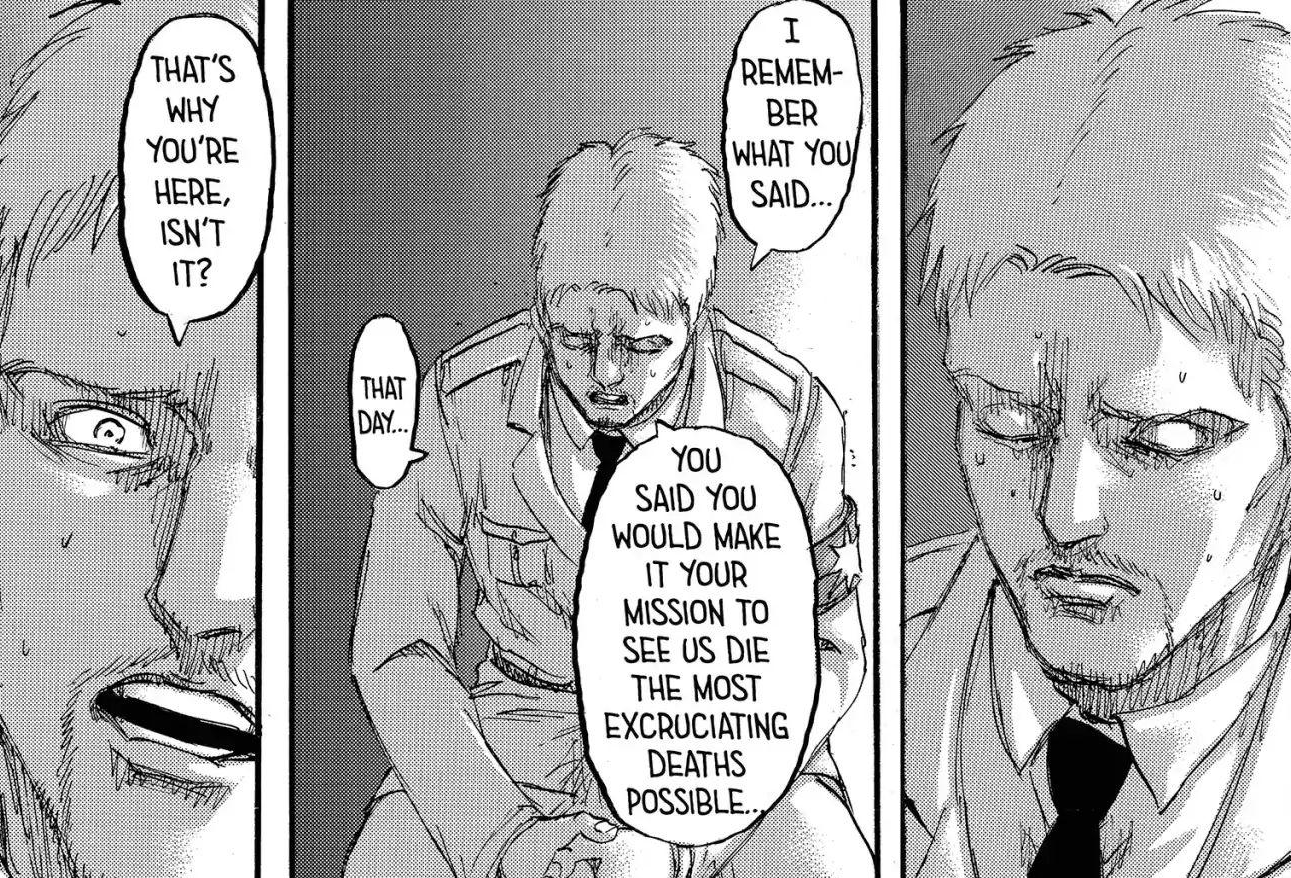 I
REMEM-
BER
WHAT YOU
SAID...
THAT
DAY...
YOU
SAID YOU
WOULD MAKE
IT YOUR
MISSION TO
SEE US DIE
THE MOST
EXCRUCIATING
DEATHS
POSSIBLE...
THAT'S
WHY
YOU'RE
HERE,
ISN'T
IT?